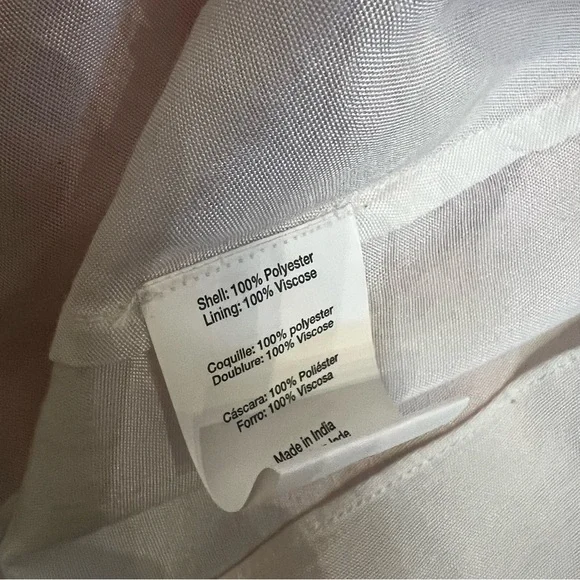 Shell: 100% Polyester
Lining: 100% Viscose
Coquille: 100% polyester
Doublure: 100% Viscose
Cáscara: 100% Poliéster
Forro: 100% Viscosa
Made in India